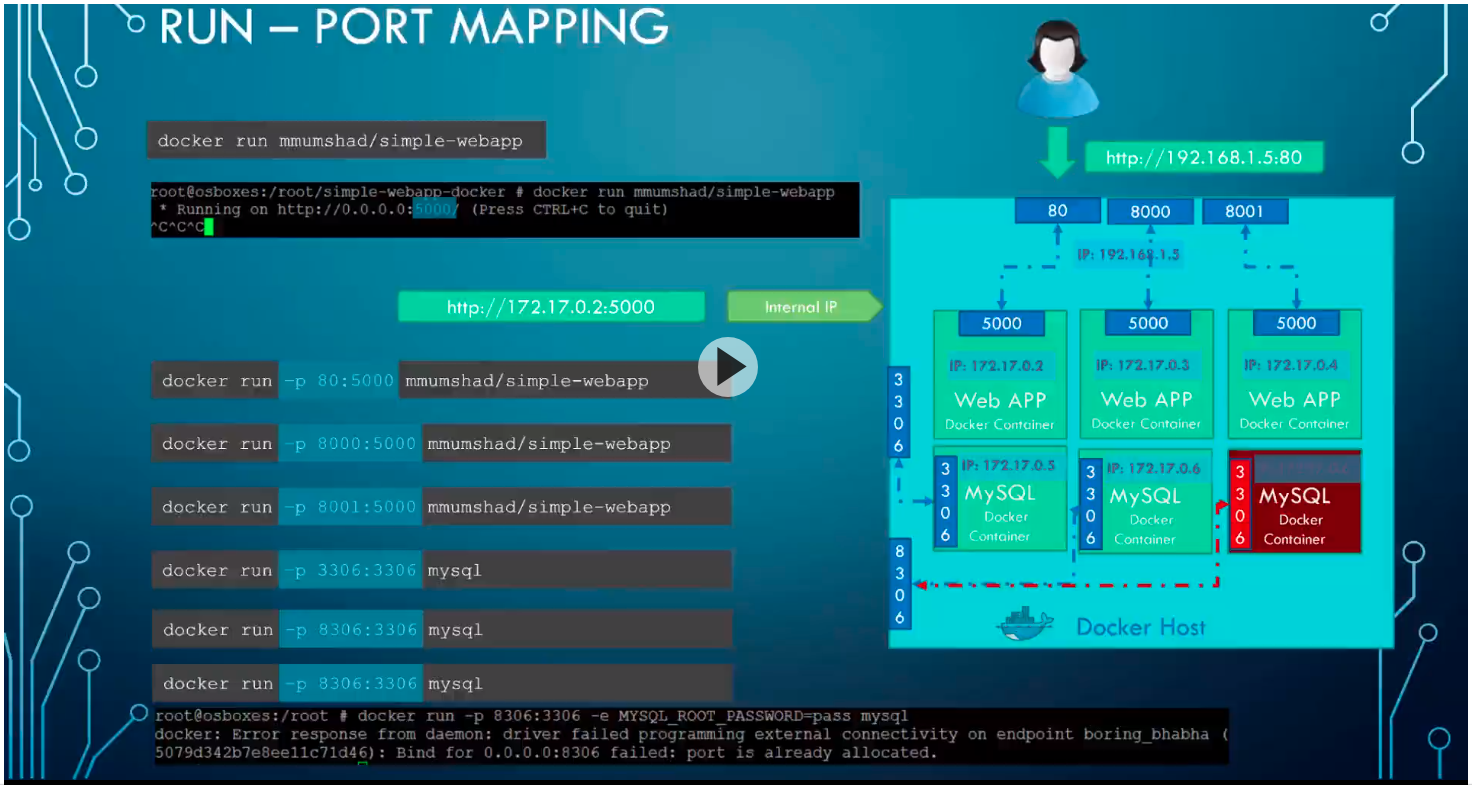 RUN – PORT MAPPING
docker run mmumshad/simple-webapp
root@osboxes:/root/simple-webapp-docker # docker run mmumshad/simple-webapp
* Running on http://0.0.0.0:5000/ (Press CTRL+C to quit)
^C^C^C
http://172.17.0.2:5000
Internal IP
docker run -p 80:5000 mmumshad/simple-webapp
docker run -p 8000:5000 mmumshad/simple-webapp
docker run -p 8001:5000 mmumshad/simple-webapp
docker run -p 3306:3306 mysql
docker run -p 8306:3306 mysql
docker run -p 8306:3306 mysql
root@osboxes:/root # docker run -p 8306:3306 -e MYSQL_ROOT_PASSWORD=pass mysql
docker: Error response from daemon: driver failed programming external connectivity on endpoint boring_bhabha (
5079d342b7e8ee11c71d46): Bind for 0.0.0.0:8306 failed: port is already allocated.
http://192.168.1.5:80
80
8000
8001
IP: 192.168.1.5
5000
IP: 172.17.0.2
Web APP
Docker Container
5000
IP: 172.17.0.3
Web APP
Docker Container
5000
IP: 172.17.0.4
Web APP
Docker Container
3306
3306
IP: 172.17.0.5
MySQL
Docker
Container
3306
IP: 172.17.0.6
MySQL
Docker
Container
3306
MySQL
Docker
Container
8306
Docker Host